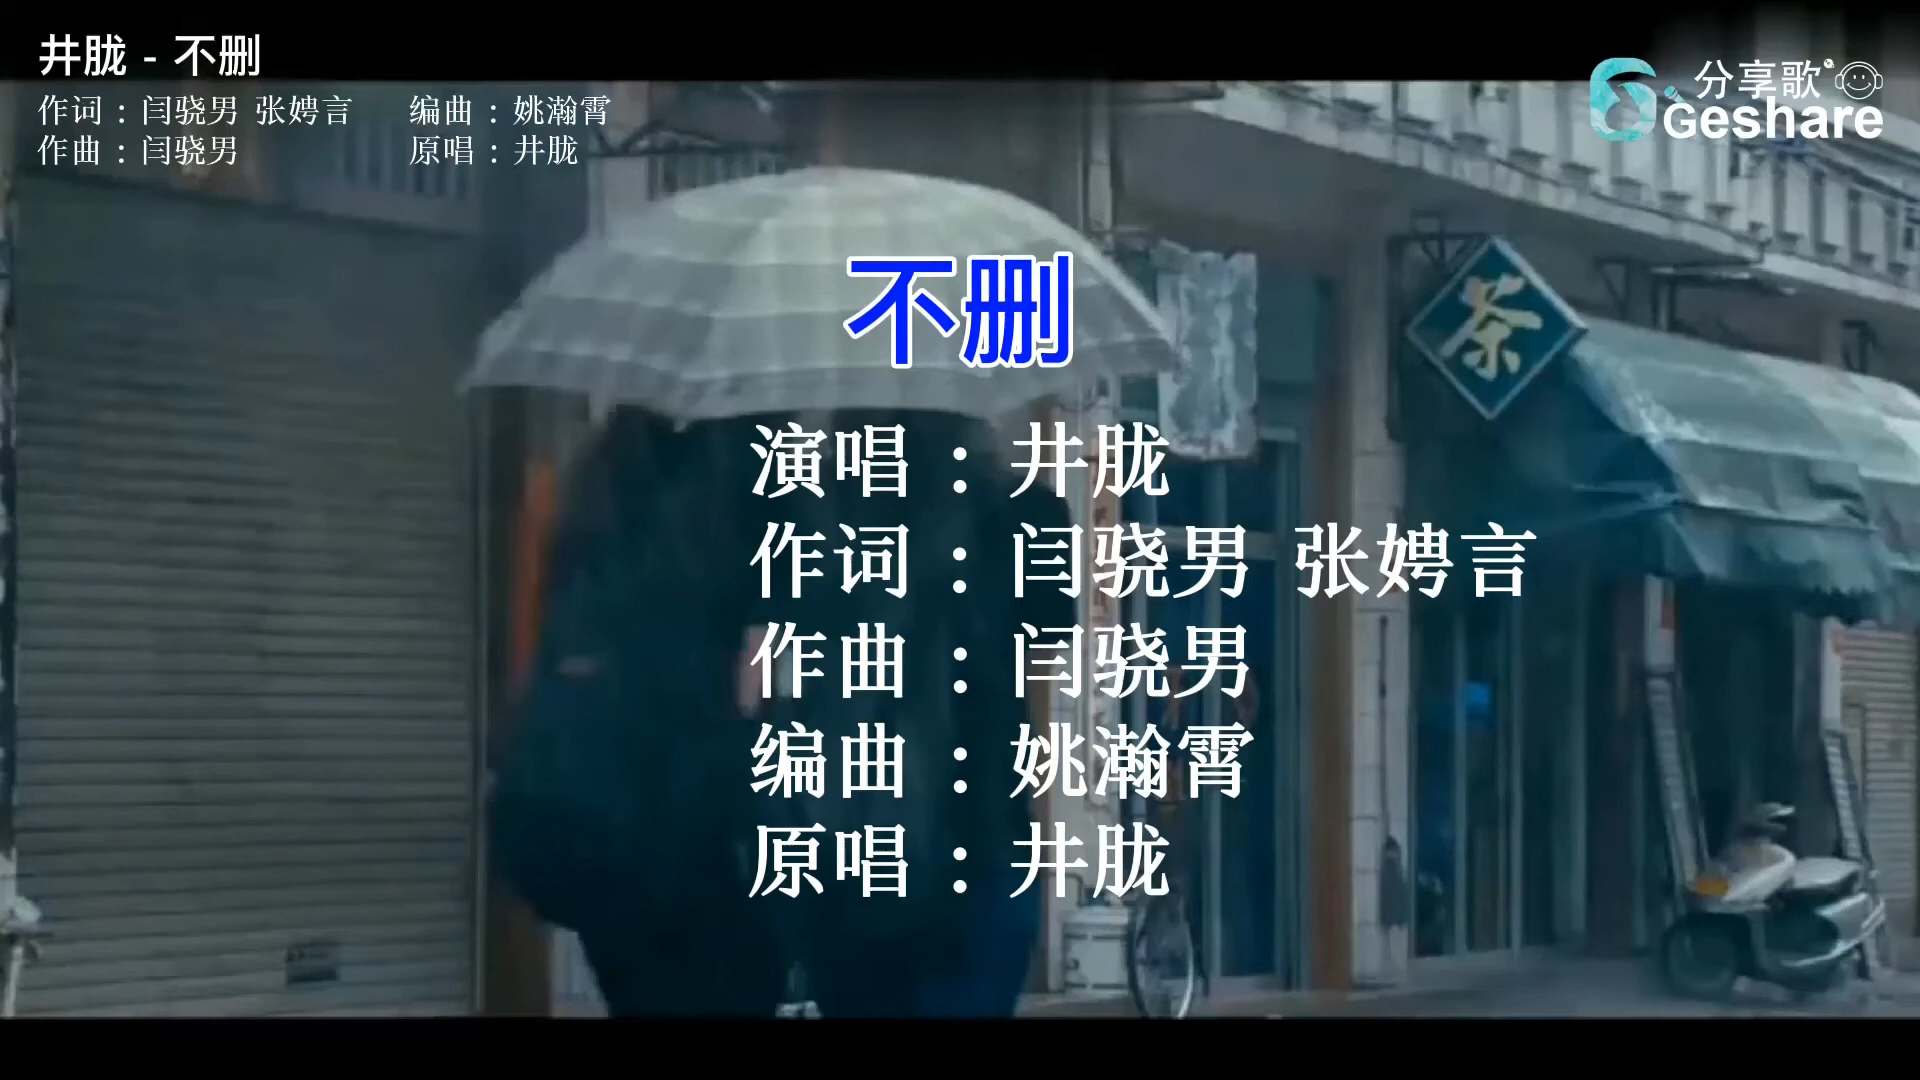 井胧 - 不删
作词：闫骁男 张娉言 编曲：姚瀚霄
作曲：闫骁男 原唱：井胧
分享歌
Geshare
不删
茶
演唱：井胧
作词：闫骁男 张娉言
作曲：闫骁男
编曲：姚瀚霄
原唱：井胧